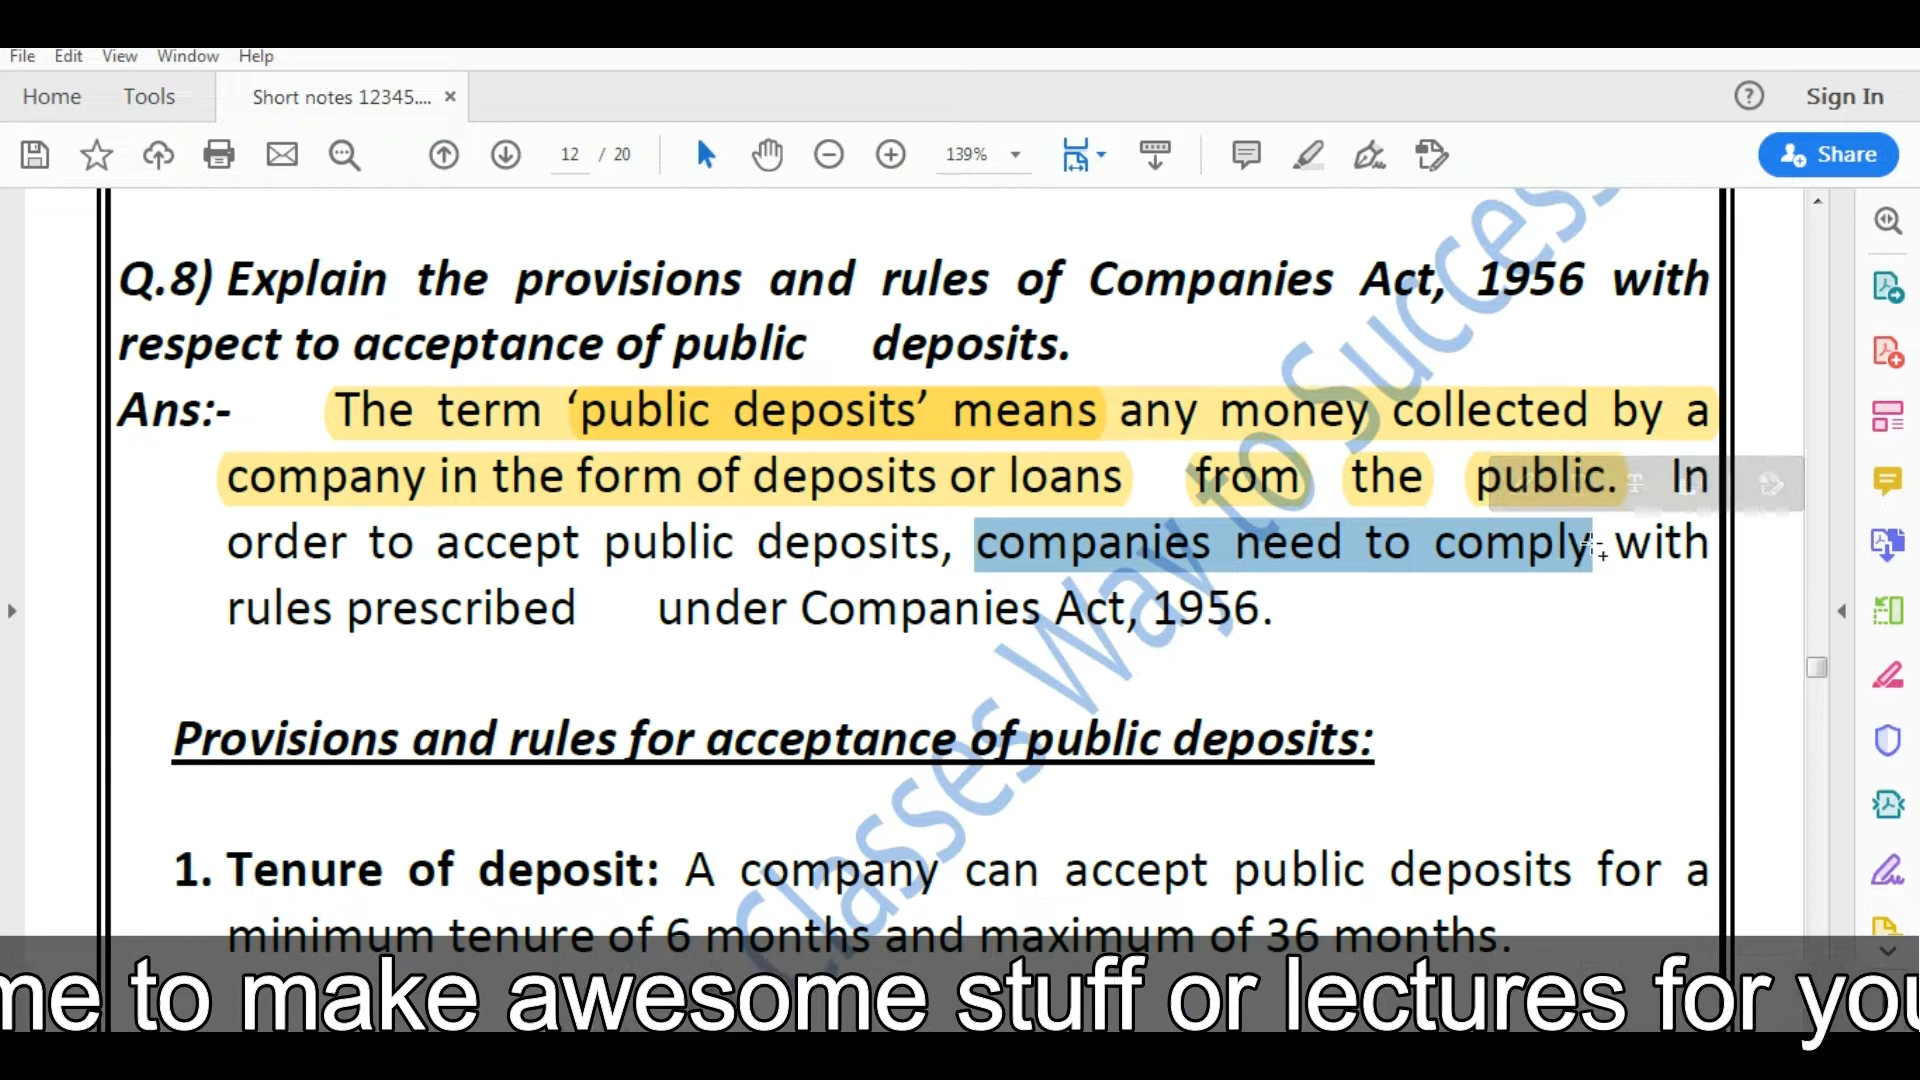 File Edit View Window Help
Home Tools Short notes 12345.... × Sign In
12 / 20 139% Share
Q.8) Explain the provisions and rules of Companies Act, 1956 with
respect to acceptance of public deposits.
Ans:- The term ‘public deposits’ means any money collected by a
company in the form of deposits or loans from the public. In
order to accept public deposits, companies need to comply with
rules prescribed under Companies Act, 1956.
Provisions and rules for acceptance of public deposits:
1. Tenure of deposit: A company can accept public deposits for a
minimum tenure of 6 months and maximum of 36 months.
Classes Way to Success
me to make awesome stuff or lectures for you